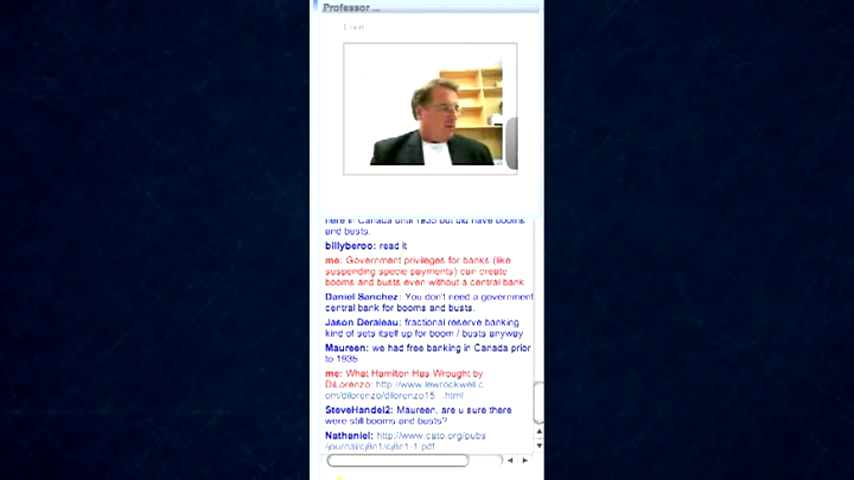 Professor ...
Live
here in Canada until 1935 but did have booms
and busts.
billyberoo: read it
me: Government privileges for banks (like
suspending specie payments) can create
booms and busts even without a central bank
Daniel Sanchez: You don't need a government
central bank for booms and busts.
Jason Deraleau: fractional reserve banking
kind of sets itself up for boom / busts anyway
Maureen: we had free banking in Canada prior
to 1935
me: What Hamilton Has Wrought by
DiLorenzo: http://www.lewrockwell.c
om/dilorenzo/dilorenzo15...html
SteveHandel2: Maureen, are u sure there
were still booms and busts?
Nathaniel: http://www.cato.org/pubs
/journal/cj8n1/cj8n1-1.pdf